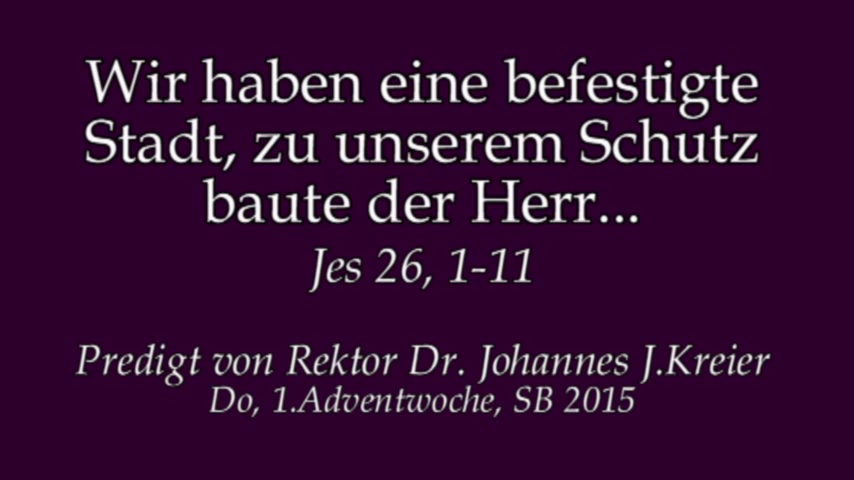 Wir haben eine befestigte
Stadt, zu unserem Schutz
baute der Herr...
Jes 26, 1-11
Predigt von Rektor Dr. Johannes J.Kreier
Do, 1.Adventwoche, SB 2015